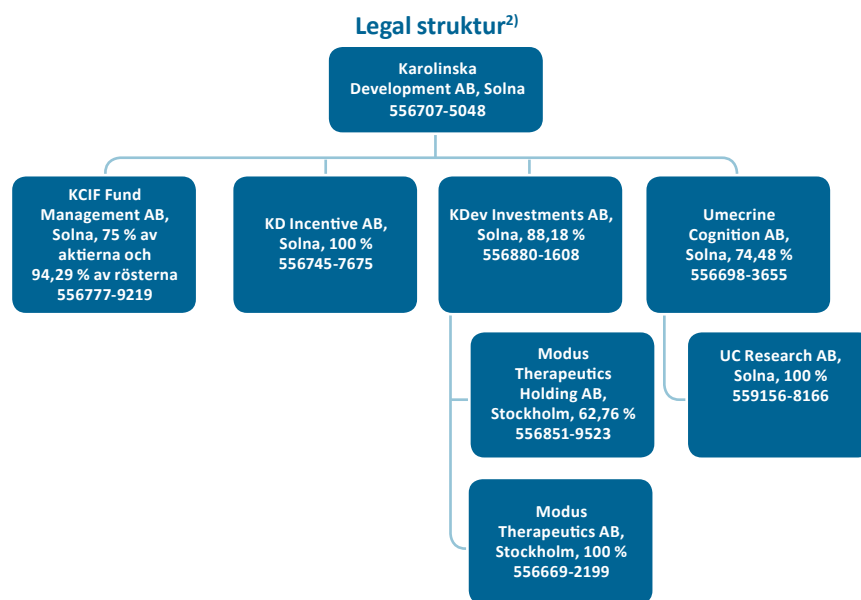 Legal struktur2)
Karolinska
Development AB, Solna
556707-5048
KCIF Fund
Management AB,
Solna, 75 % av
aktierna och
94,29 % av rösterna
556777-9219
KD Incentive AB,
Solna, 100 %
556745-7675
KDev Investments AB,
Solna, 88,18 %
556880-1608
Umecrine
Cognition AB,
Solna, 74,48 %
556698-3655
Modus
Therapeutics
Holding AB,
Stockholm, 62,76 %
556851-9523
UC Research AB,
Solna, 100 %
559156-8166
Modus
Therapeutics AB,
Stockholm, 100 %
556669-2199